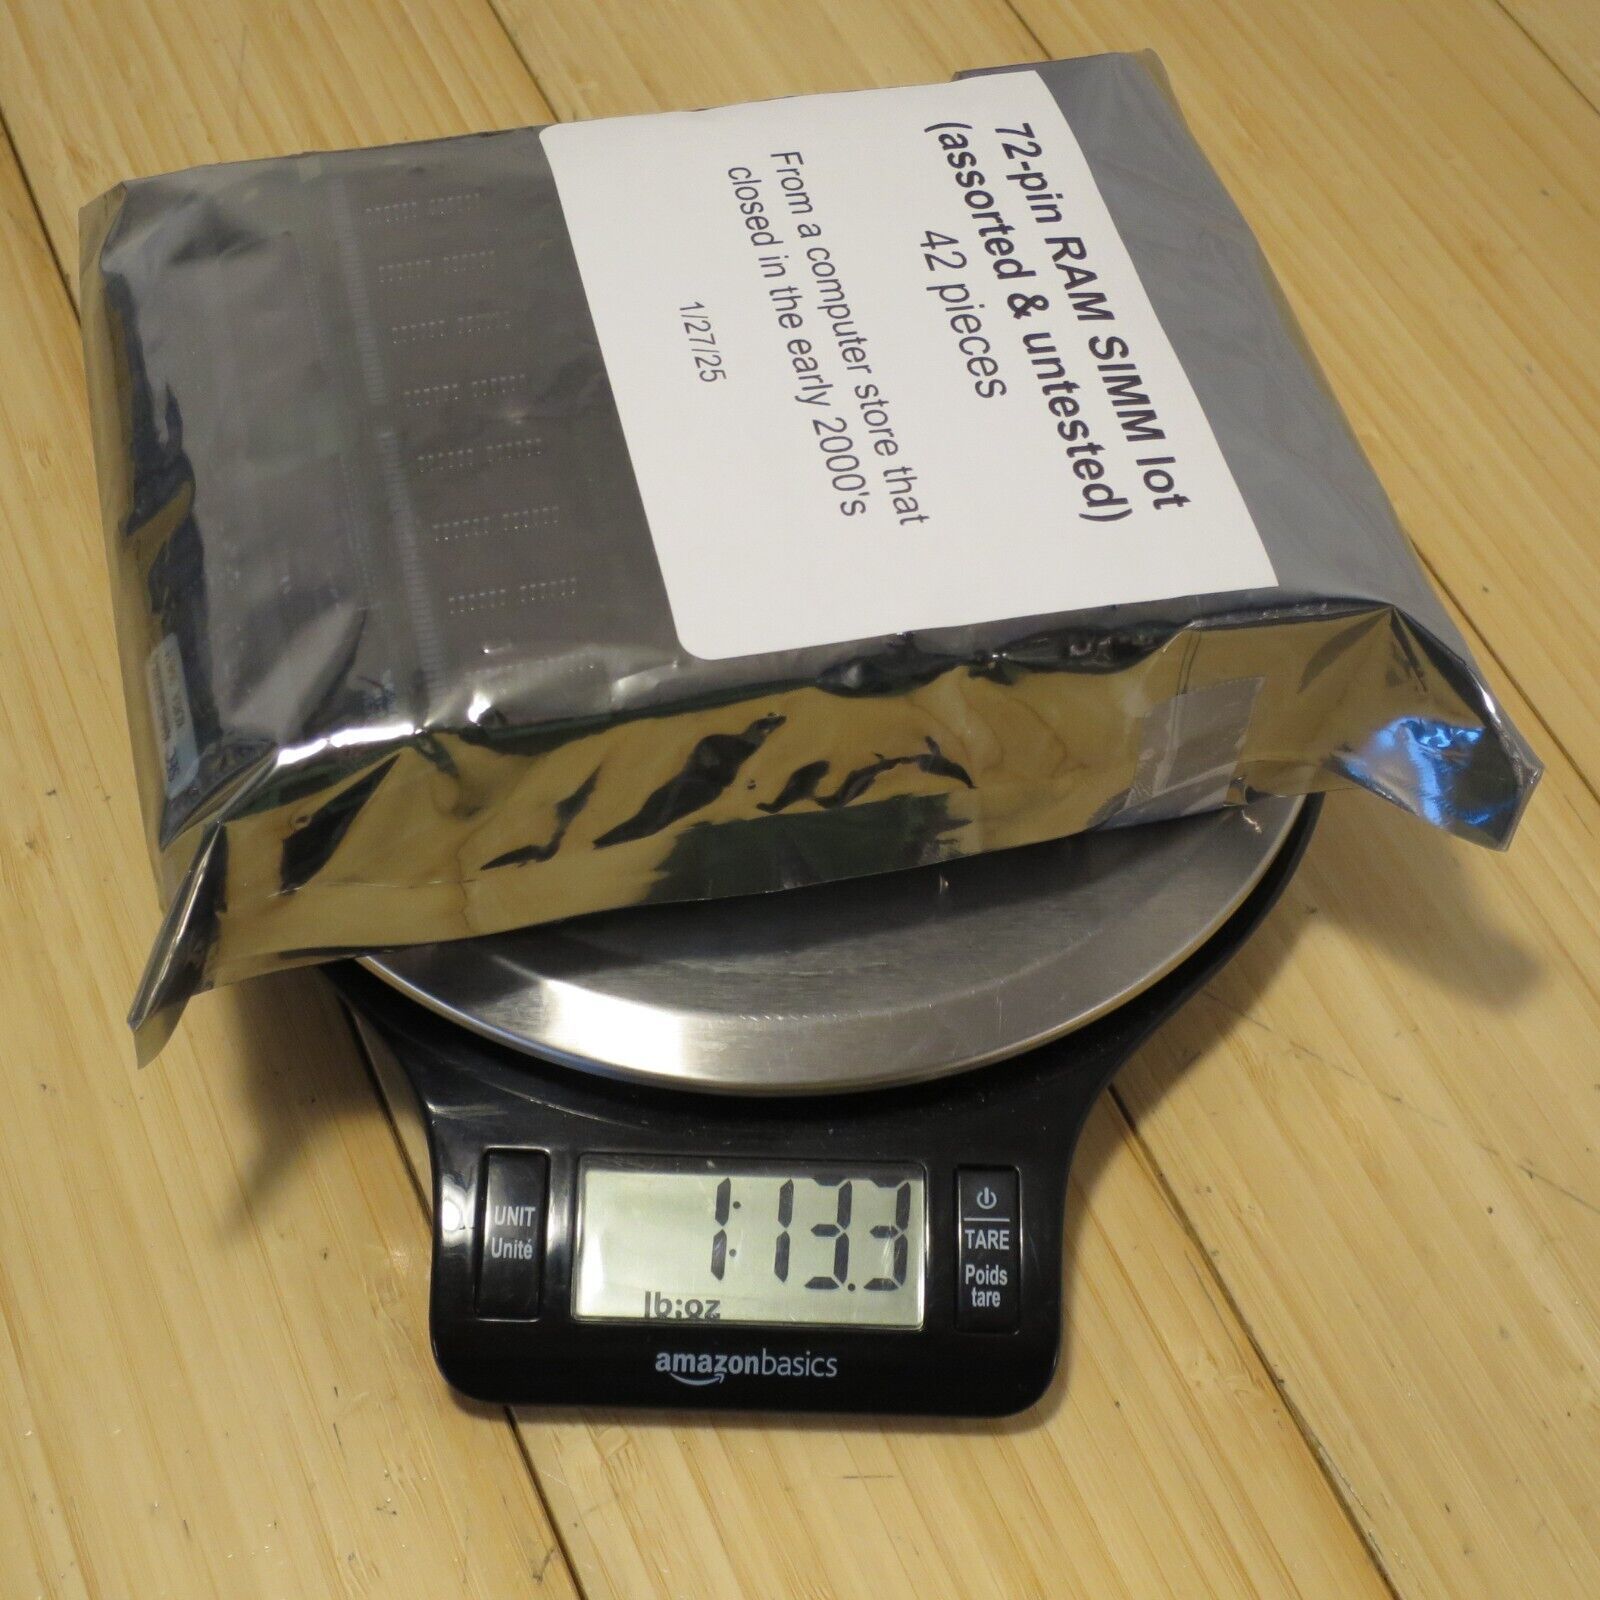 72-pin RAM SIMM lot
(assorted & untested)
42 pieces
From a computer store that
closed in the early 2000's
1/27/25
UNIT
Unité
1:13.3
lb:oz
TARE
Poids
tare
amazonbasics